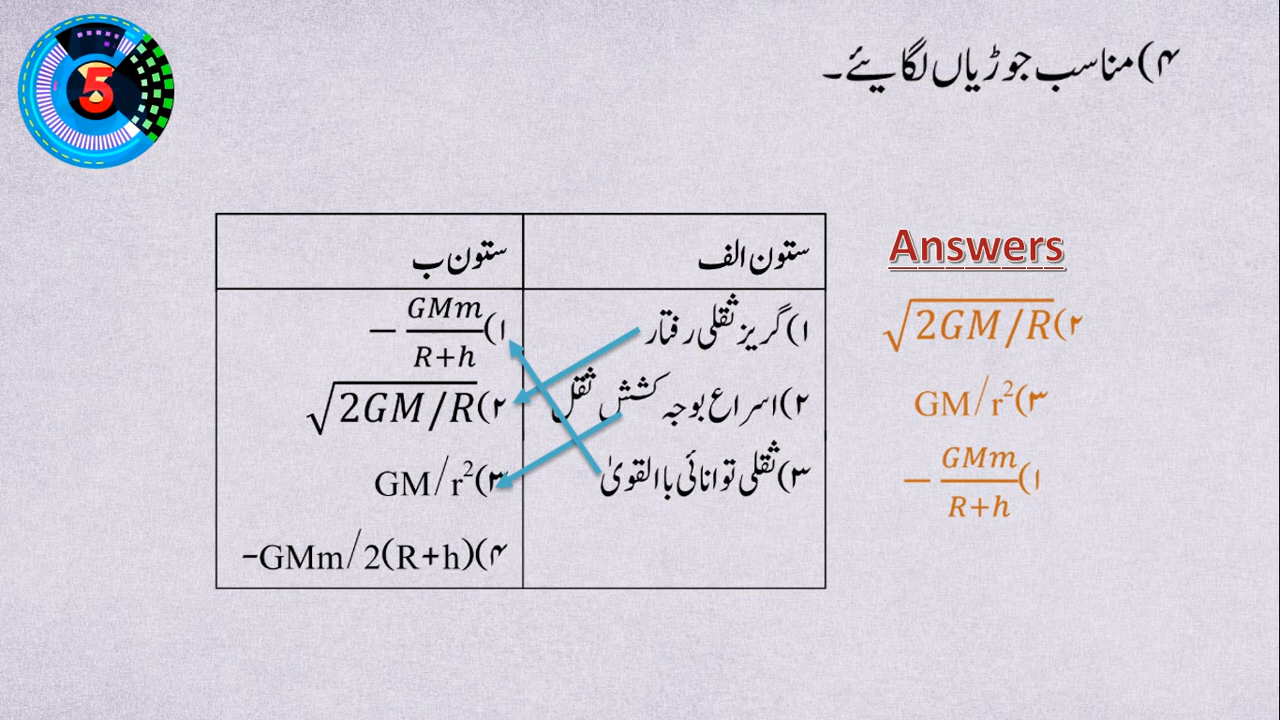 ۴) مناسب جوڑیاں لگایئے۔
5
ستون الف
ستون ب
۱) گریز ثقلی رفتار
۱) −GMm/R+h
۲) اسراع بوجہ کشش ثقل
۲) √2GM/R
۳) ثقلی توانائی باالقویٰ
۳) GM/r²
۴) −GMm/2(R+h)
Answers
۲) √2GM/R
۳) GM/r²
۱) −GMm/R+h